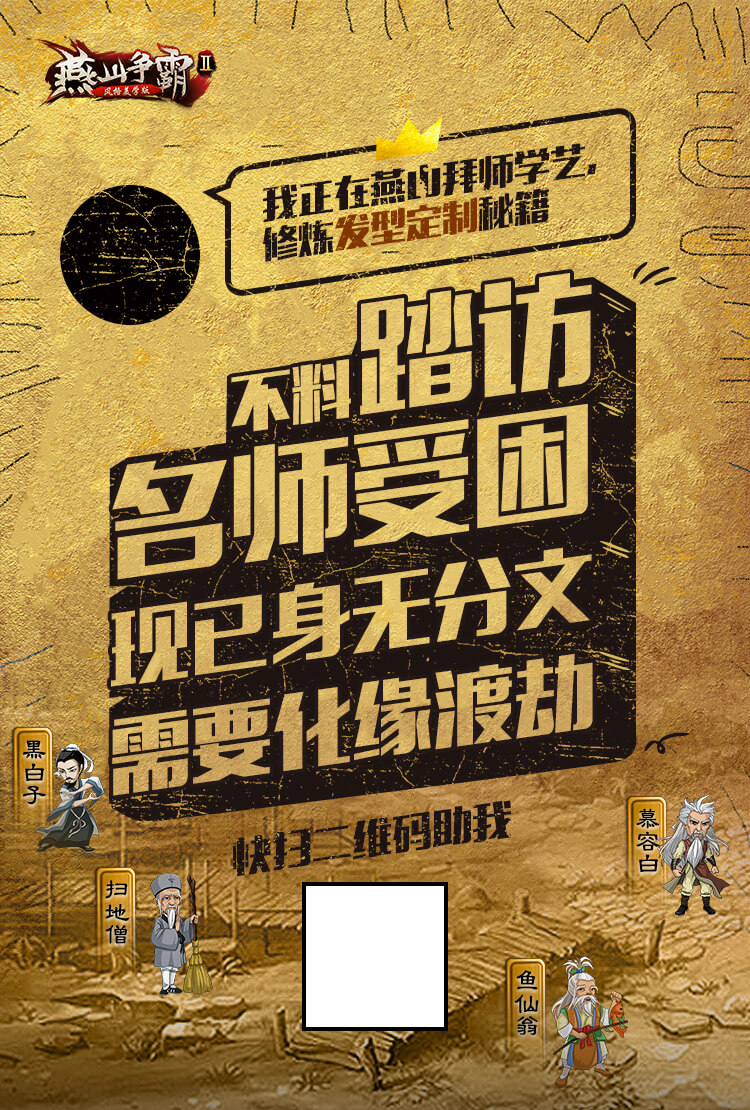 燕山争霸II
风格美学版
我正在燕山拜师学艺,
修炼发型定制秘籍
不料踏访
名师受困
现已身无分文
需要化缘渡劫
快扫二维码助我
黑白子
慕容白
扫地僧
鱼仙翁